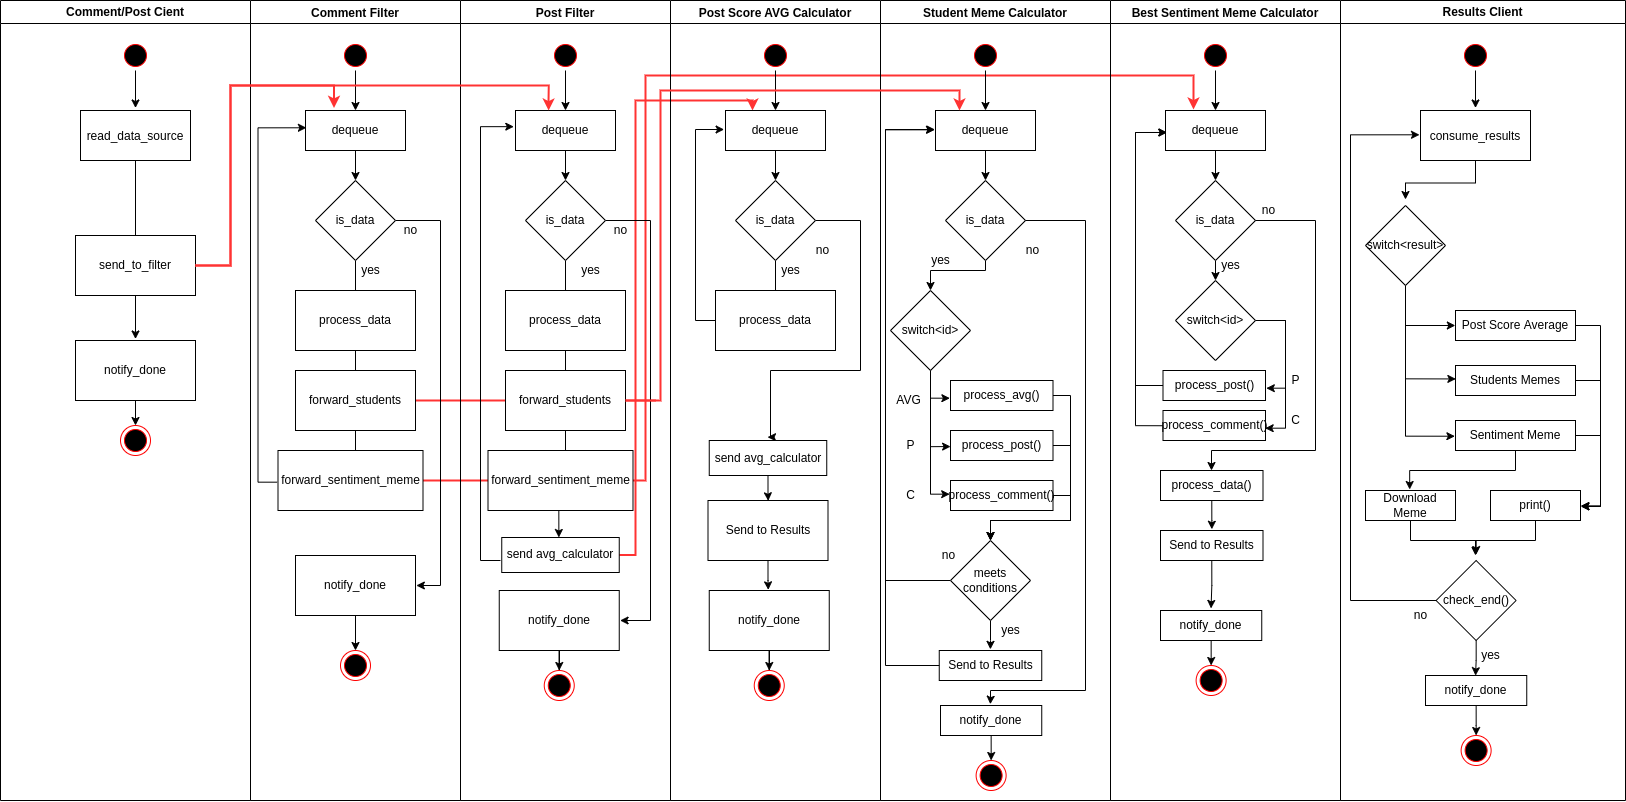 Comment/Post Cient
Comment Filter
Post Filter
Post Score AVG Calculator
Student Meme Calculator
Best Sentiment Meme Calculator
Results Client
read_data_source
send_to_filter
notify_done
dequeue
is_data
no
yes
process_data
forward_students
forward_sentiment_meme
notify_done
dequeue
is_data
no
yes
process_data
forward_students
forward_sentiment_meme
send avg_calculator
notify_done
dequeue
is_data
no
yes
process_data
send avg_calculator
Send to Results
notify_done
dequeue
is_data
no
yes
switch<id>
AVG
process_avg()
P
process_post()
C
process_comment()
no
meets
conditions
yes
Send to Results
notify_done
dequeue
is_data
no
yes
switch<id>
P
process_post()
C
process_comment()
process_data()
Send to Results
notify_done
consume_results
switch<result>
Post Score Average
Students Memes
Sentiment Meme
Download
Meme
print()
check_end()
no
yes
notify_done